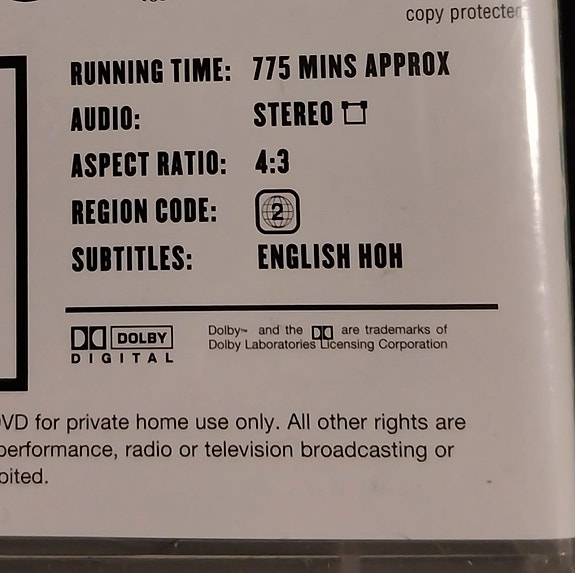 copy protected
RUNNING TIME: 775 MINS APPROX
AUDIO: STEREO
ASPECT RATIO: 4:3
REGION CODE: 2
SUBTITLES: ENGLISH HOH
DOLBY
DIGITAL
Dolby™ and the are trademarks of
Dolby Laboratories Licensing Corporation
VD for private home use only. All other rights are
performance, radio or television broadcasting or
bited.